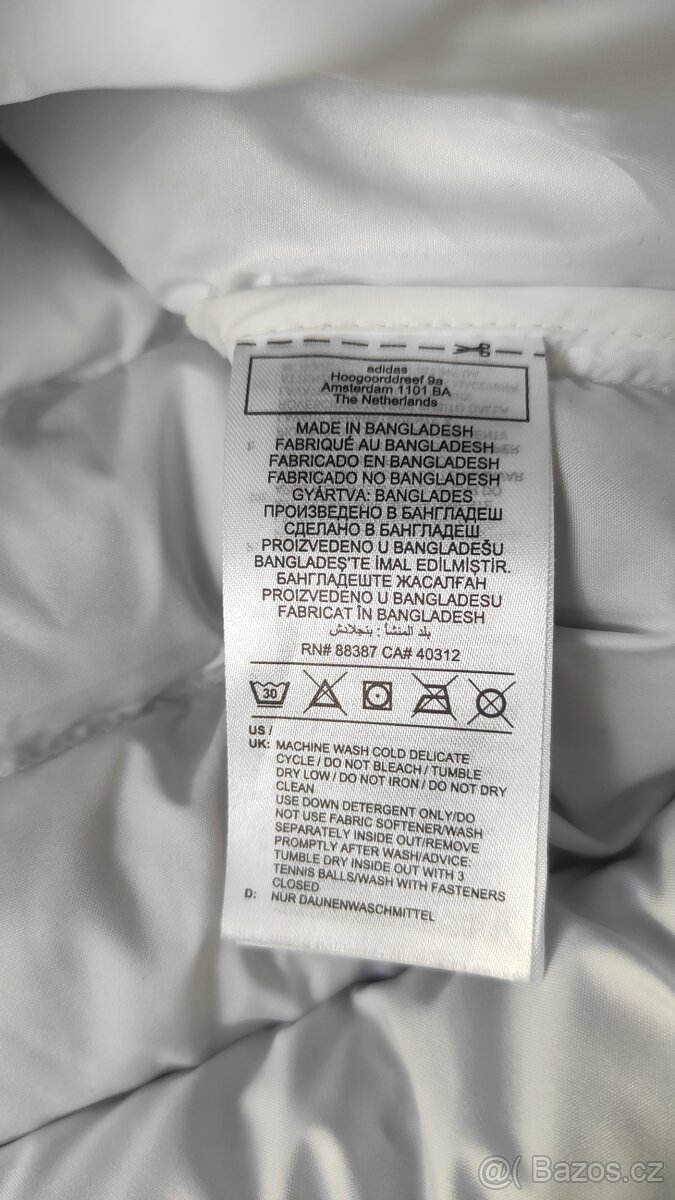 adidas
Hoogoorddreef 9a
Amsterdam 1101 BA
The Netherlands
MADE IN BANGLADESH
F FABRIQUÉ AU BANGLADESH
FABRICADO EN BANGLADESH
FABRICADO NO BANGLADESH
GYÁRTVA: BANGLADES
ПРОИЗВЕДЕНО В БАНГЛАДЕШ
СДЕЛАНО В БАНГЛАДЕШ
PROIZVEDENO U BANGLADEŠU
BANGLADEŞ'TE İMAL EDİLMİŞTİR.
БАНГЛАДЕШТЕ ЖАСАЛҒАН
PROIZVEDENO U BANGLADESU
FABRICAT ÎN BANGLADESH
بلد المنشأ : بنجلادش
RN# 88387 CA# 40312
30
US /
UK: MACHINE WASH COLD DELICATE
CYCLE / DO NOT BLEACH / TUMBLE
DRY LOW / DO NOT IRON / DO NOT DRY
CLEAN
USE DOWN DETERGENT ONLY/DO
NOT USE FABRIC SOFTENER/WASH
SEPARATELY INSIDE OUT/REMOVE
PROMPTLY AFTER WASH/ADVICE:
TUMBLE DRY INSIDE OUT WITH 3
TENNIS BALLS/WASH WITH FASTENERS
CLOSED
D: NUR DAUNENWASCHMITTEL
@( Bazos.cz